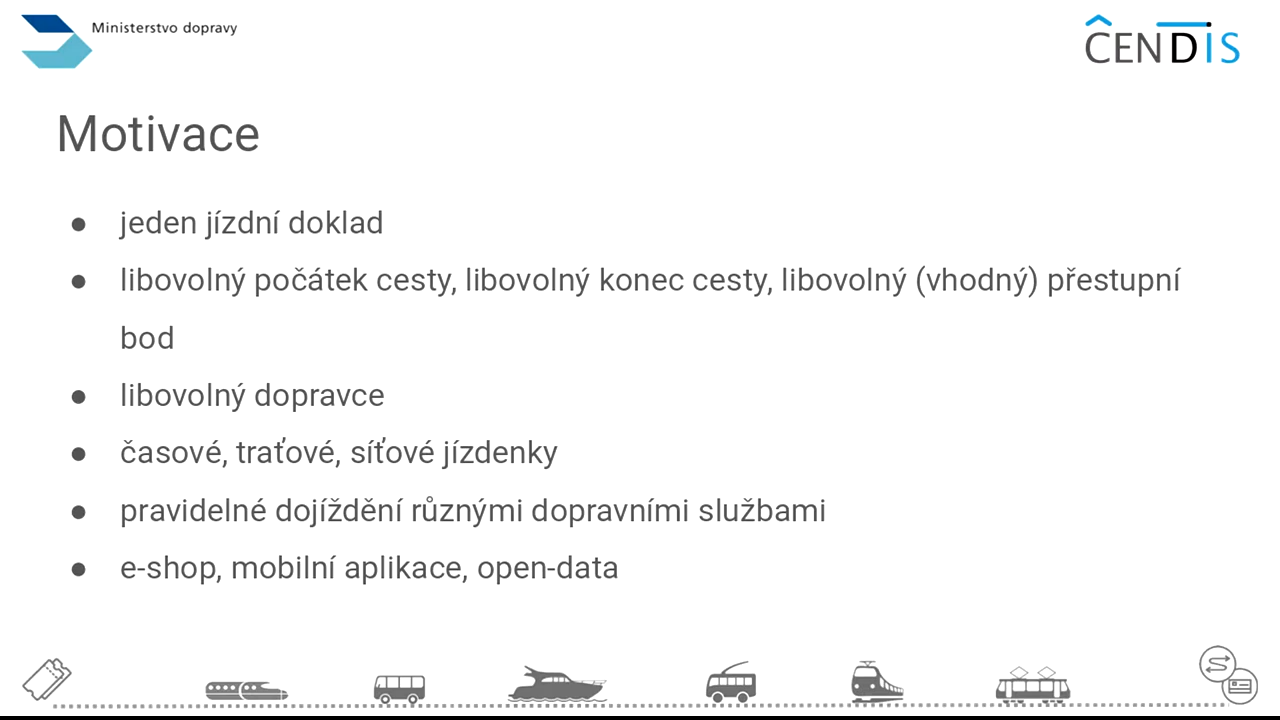 Ministerstvo dopravy
CENDIS
Motivace
● jeden jízdní doklad
● libovolný počátek cesty, libovolný konec cesty, libovolný (vhodný) přestupní
bod
● libovolný dopravce
● časové, traťové, síťové jízdenky
● pravidelné dojíždění různými dopravními službami
● e-shop, mobilní aplikace, open-data